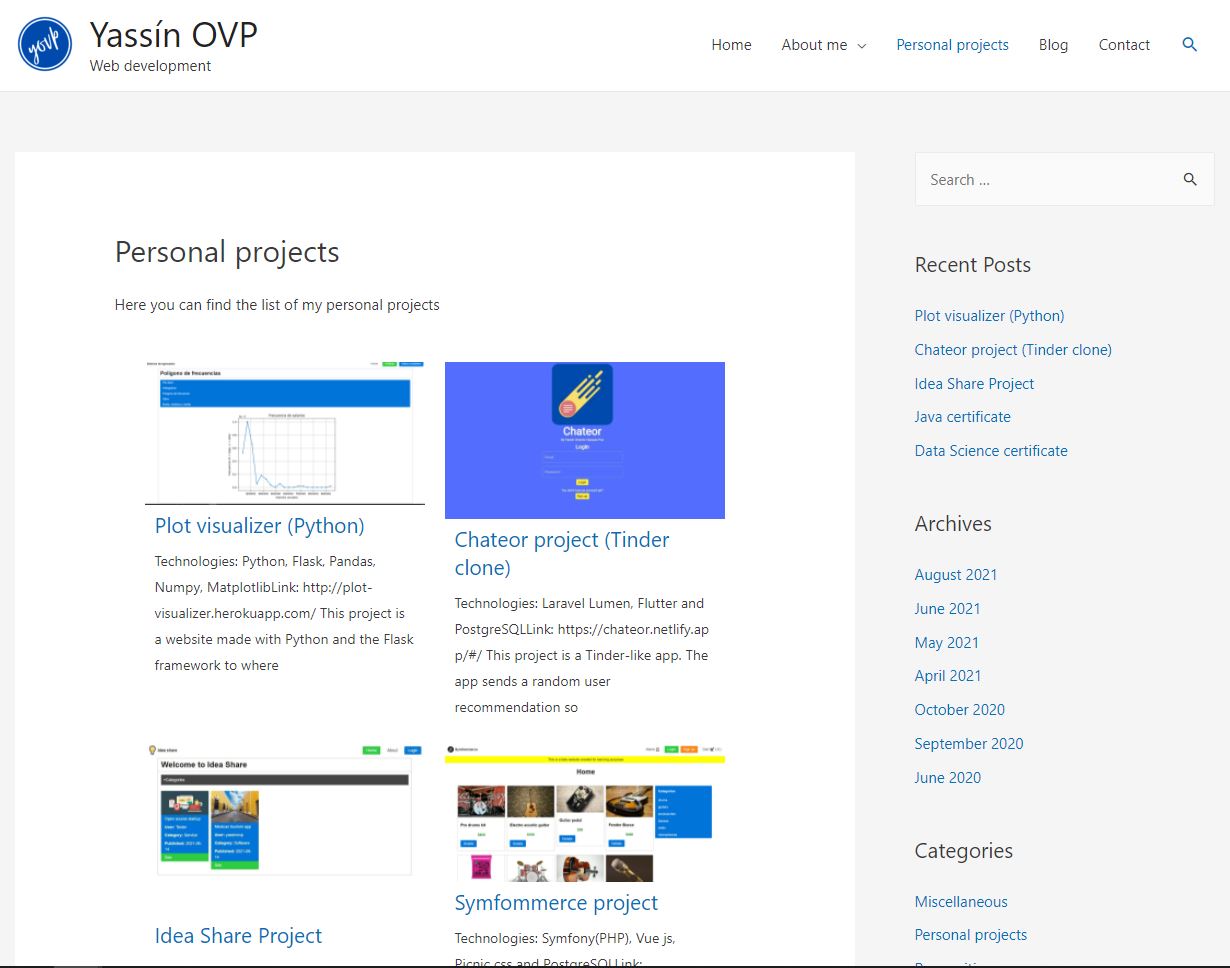 yovp
Yassín OVP
Web development
Home
About me
Personal projects
Blog
Contact
Search ...
Personal projects
Here you can find the list of my personal projects
Polígono de frecuencias
Plot visualizer (Python)
Technologies: Python, Flask, Pandas,
Numpy, MatplotlibLink: http://plot-
visualizer.herokuapp.com/ This project is
a website made with Python and the Flask
framework to where
Chateor
Login
Chateor project (Tinder
clone)
Technologies: Laravel Lumen, Flutter and
PostgreSQLLink: https://chateor.netlify.ap
p/#/ This project is a Tinder-like app. The
app sends a random user
recommendation so
Idea share
Home
About
Login
Welcome to Idea Share
Idea Share Project
Home
Symfommerce project
Technologies: Symfony(PHP), Vue js,
Picnic css and PostgreSQLLink:
Recent Posts
Plot visualizer (Python)
Chateor project (Tinder clone)
Idea Share Project
Java certificate
Data Science certificate
Archives
August 2021
June 2021
May 2021
April 2021
October 2020
September 2020
June 2020
Categories
Miscellaneous
Personal projects